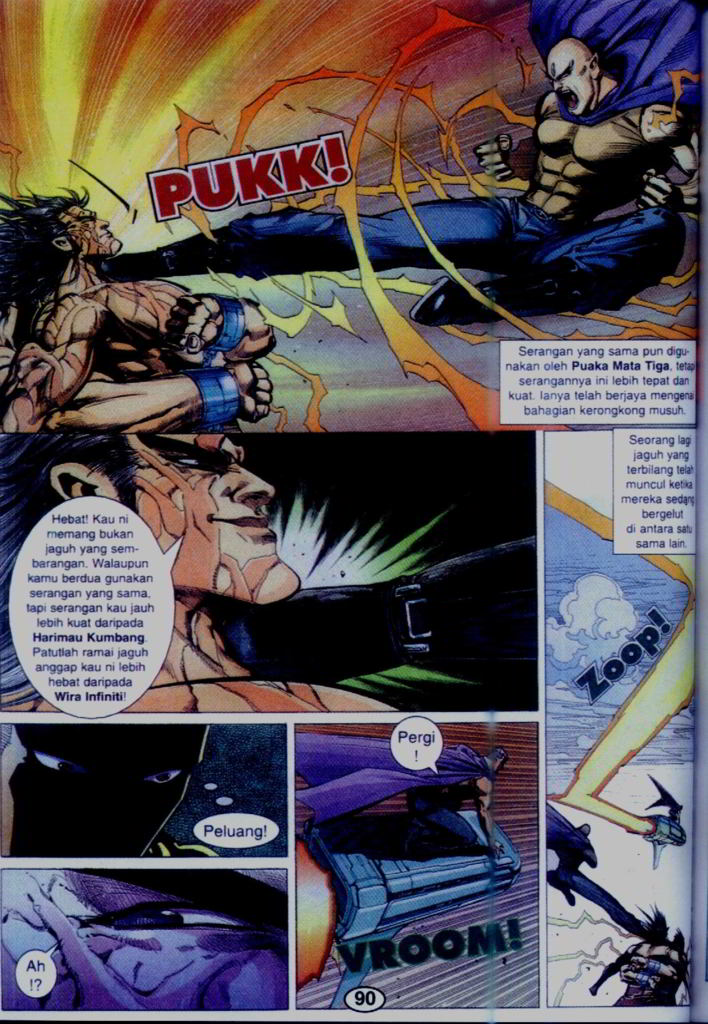 PUKK!
Serangan yang sama pun digu-
nakan oleh Puaka Mata Tiga, tetapi
serangannya ini lebih tepat dan
kuat. Ianya telah berjaya mengenai
bahagian kerongkong musuh.
Seorang lagi
jaguh yang
terbilang telah
muncul ketika
mereka sedang
bergelut
di antara satu
sama lain.
Hebat! Kau ni
memang bukan
jaguh yang sem-
barangan. Walaupun
kamu berdua gunakan
serangan yang sama,
tapi serangan kau jauh
lebih kuat daripada
Harimau Kumbang.
Patutlah ramai jaguh
anggap kau ni lebih
hebat daripada
Wira Infiniti!
Zoop!
Peluang!
Pergi
!
Ah
!?
VROOM!
90